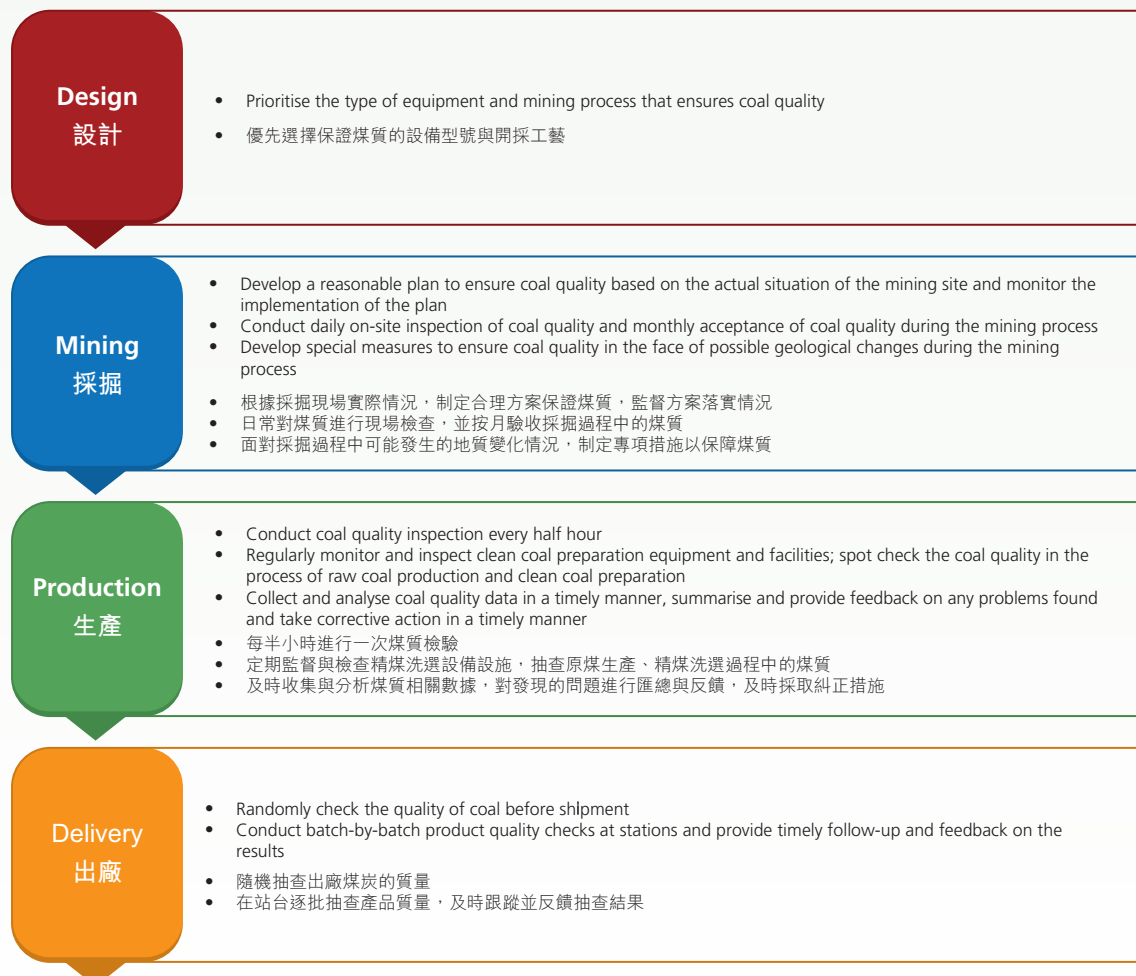 Design
設計
• Prioritise the type of equipment and mining process that ensures coal quality
• 優先選擇保證煤質的設備型號與開採工藝
Mining
採掘
• Develop a reasonable plan to ensure coal quality based on the actual situation of the mining site and monitor the
implementation of the plan
• Conduct daily on-site inspection of coal quality and monthly acceptance of coal quality during the mining process
• Develop special measures to ensure coal quality in the face of possible geological changes during the mining
process
• 根據採掘現場實際情況，制定合理方案保證煤質，監督方案落實情況
• 日常對煤質進行現場檢查，並按月驗收採掘過程中的煤質
• 面對採掘過程中可能發生的地質變化情況，制定專項措施以保障煤質
Production
生產
• Conduct coal quality inspection every half hour
• Regularly monitor and inspect clean coal preparation equipment and facilities; spot check the coal quality in the
process of raw coal production and clean coal preparation
• Collect and analyse coal quality data in a timely manner, summarise and provide feedback on any problems found
and take corrective action in a timely manner
• 每半小時進行一次煤質檢驗
• 定期監督與檢查精煤洗選設備設施，抽查原煤生產、精煤洗選過程中的煤質
• 及時收集與分析煤質相關數據，對發現的問題進行匯總與反饋，及時採取糾正措施
Delivery
出廠
• Randomly check the quality of coal before shipment
• Conduct batch-by-batch product quality checks at stations and provide timely follow-up and feedback on the
results
• 隨機抽查出廠煤炭的質量
• 在站台逐批抽查產品質量，及時跟蹤並反饋抽查結果